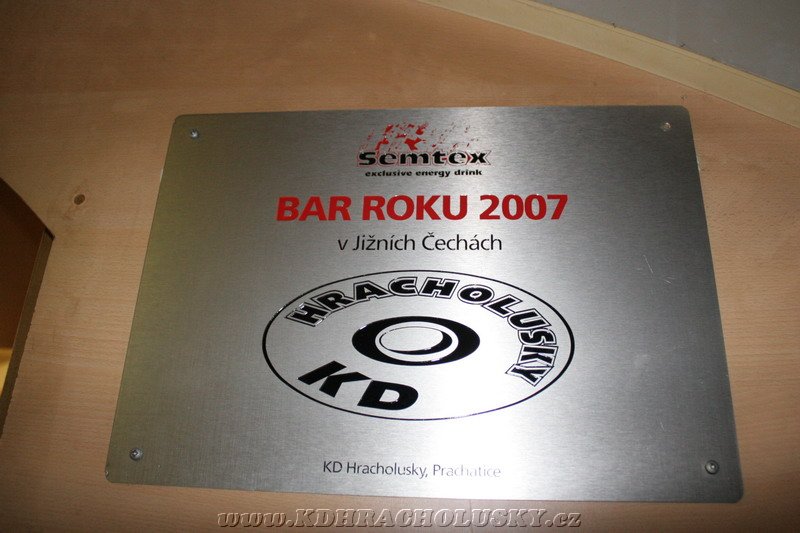 Semtex
exclusive energy drink
BAR ROKU 2007
v Jižních Čechách
HRACHOLUSKY
KD
KD Hracholusky, Prachatice
www.KDHRACHOLUSKY.cz